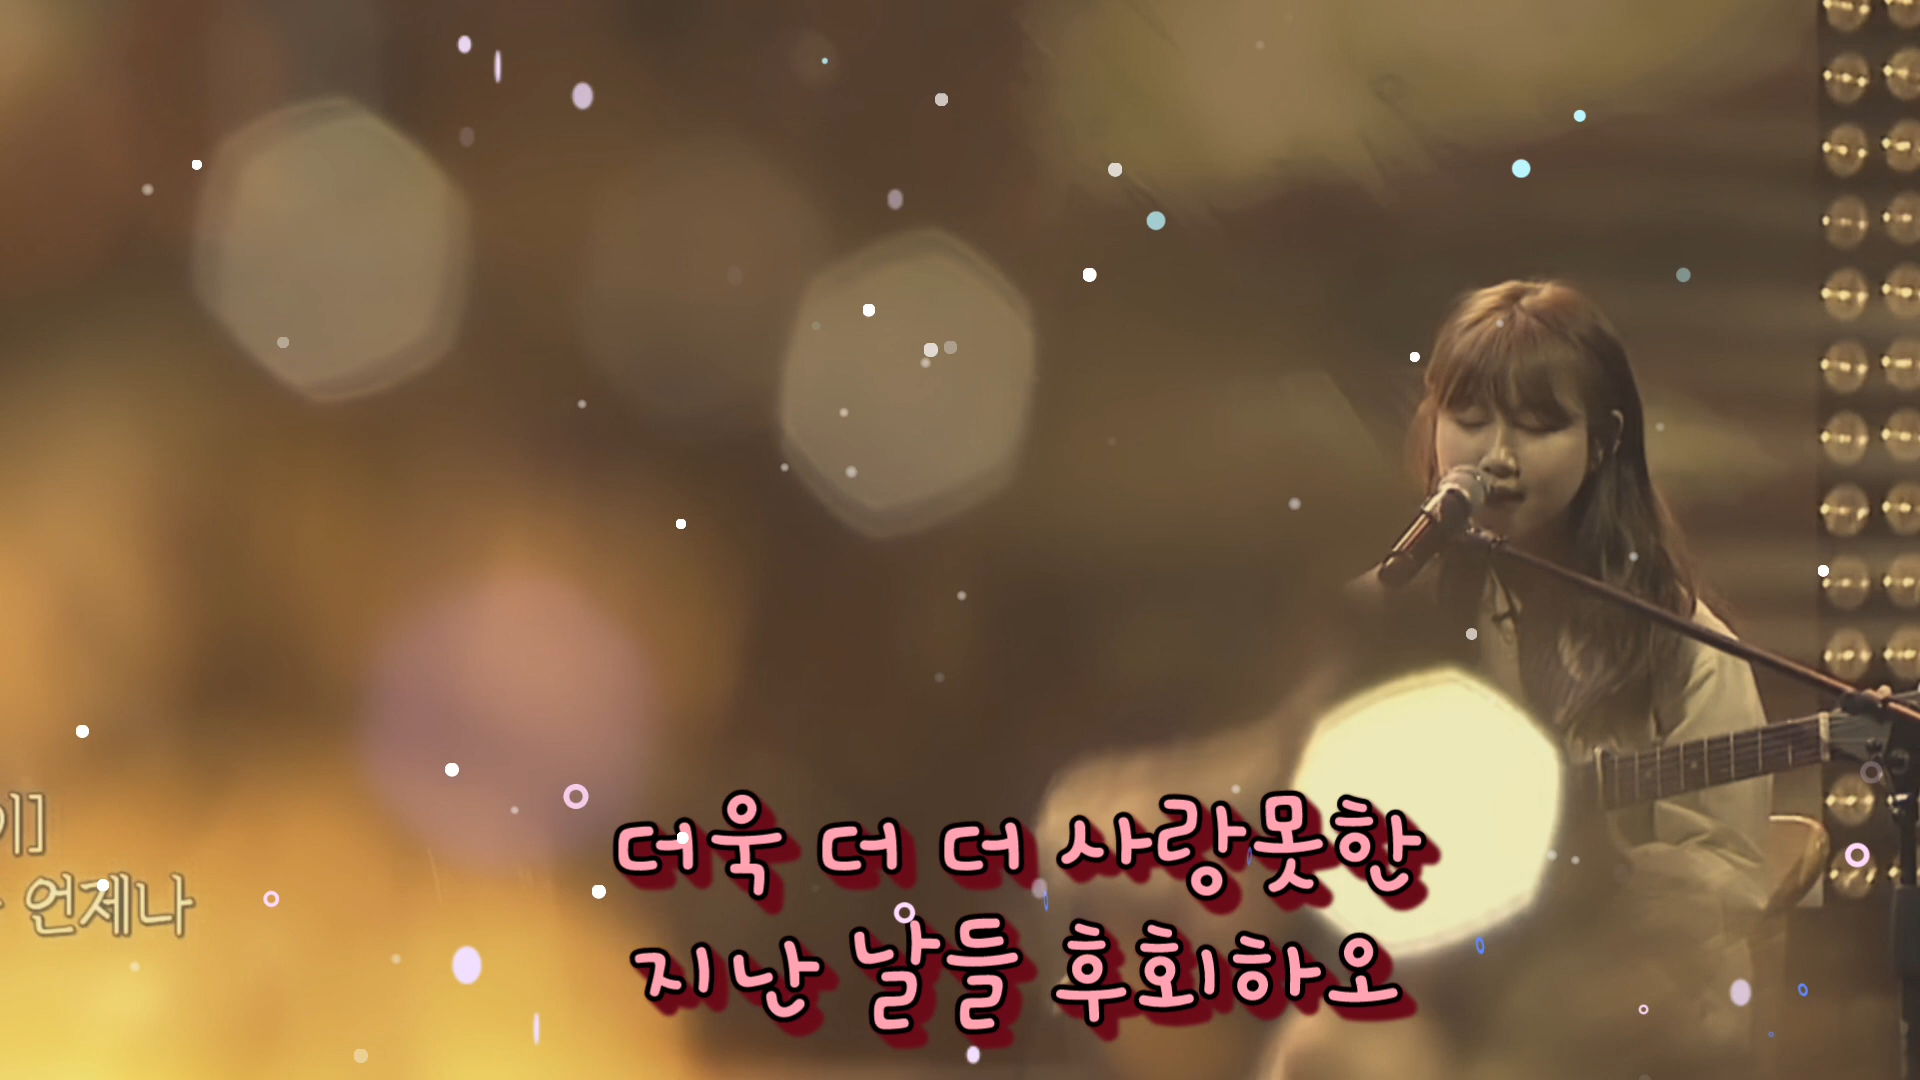 이]
언제나
더욱 더 더 사랑못한
지난 날들 후회하오